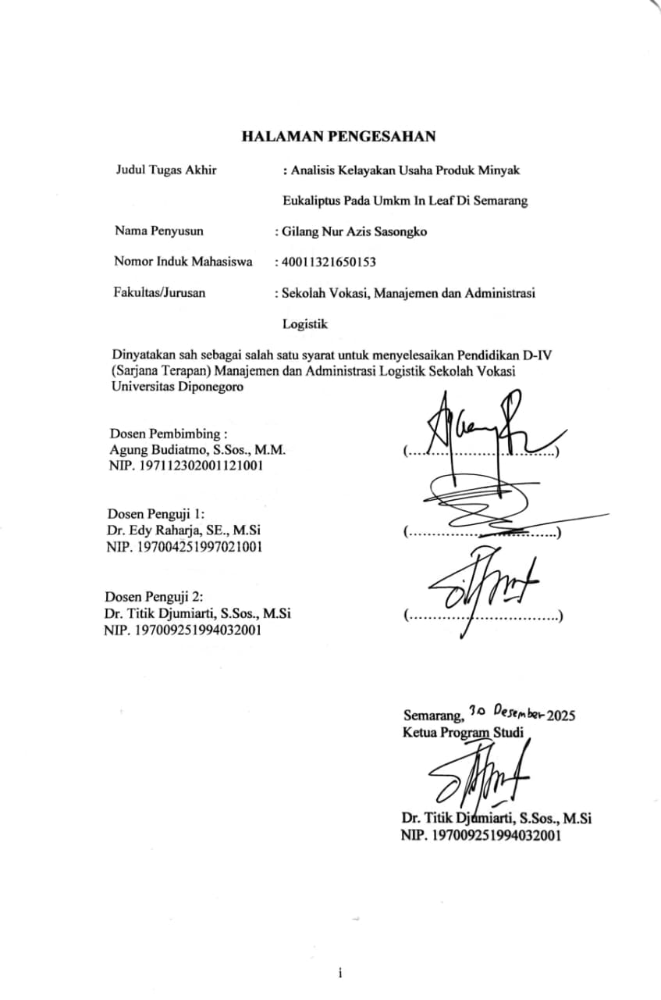 HALAMAN PENGESAHAN
Judul Tugas Akhir : Analisis Kelayakan Usaha Produk Minyak
Eukaliptus Pada Umkm In Leaf Di Semarang
Nama Penyusun : Gilang Nur Azis Sasongko
Nomor Induk Mahasiswa : 40011321650153
Fakultas/Jurusan : Sekolah Vokasi, Manajemen dan Administrasi
Logistik
Dinyatakan sah sebagai salah satu syarat untuk menyelesaikan Pendidikan D-IV
(Sarjana Terapan) Manajemen dan Administrasi Logistik Sekolah Vokasi
Universitas Diponegoro
Dosen Pembimbing :
Agung Budiatmo, S.Sos., M.M.
NIP. 197112302001121001
(....................................)
Dosen Penguji 1:
Dr. Edy Raharja, SE., M.Si
NIP. 197004251997021001
(....................................)
Dosen Penguji 2:
Dr. Titik Djumiarti, S.Sos., M.Si
NIP. 197009251994032001
(....................................)
Semarang, 30 Desember 2025
Ketua Program Studi
Dr. Titik Djumiarti, S.Sos., M.Si
NIP. 197009251994032001
i